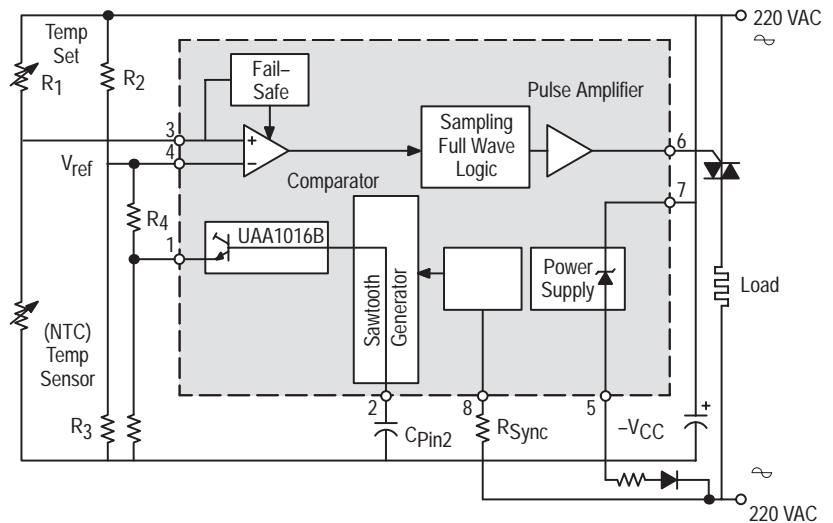 220 VAC
Temp
Set
R1
R2
Fail–
Safe
Pulse Amplifier
3
+
4
–
Vref
Sampling
Full Wave
Logic
6
7
Comparator
R4
1
UAA1016B
Sawtooth
Generator
Power
Supply
Load
(NTC)
Temp
Sensor
R3
2
CPin2
8
RSync
5
–VCC
+
220 VAC